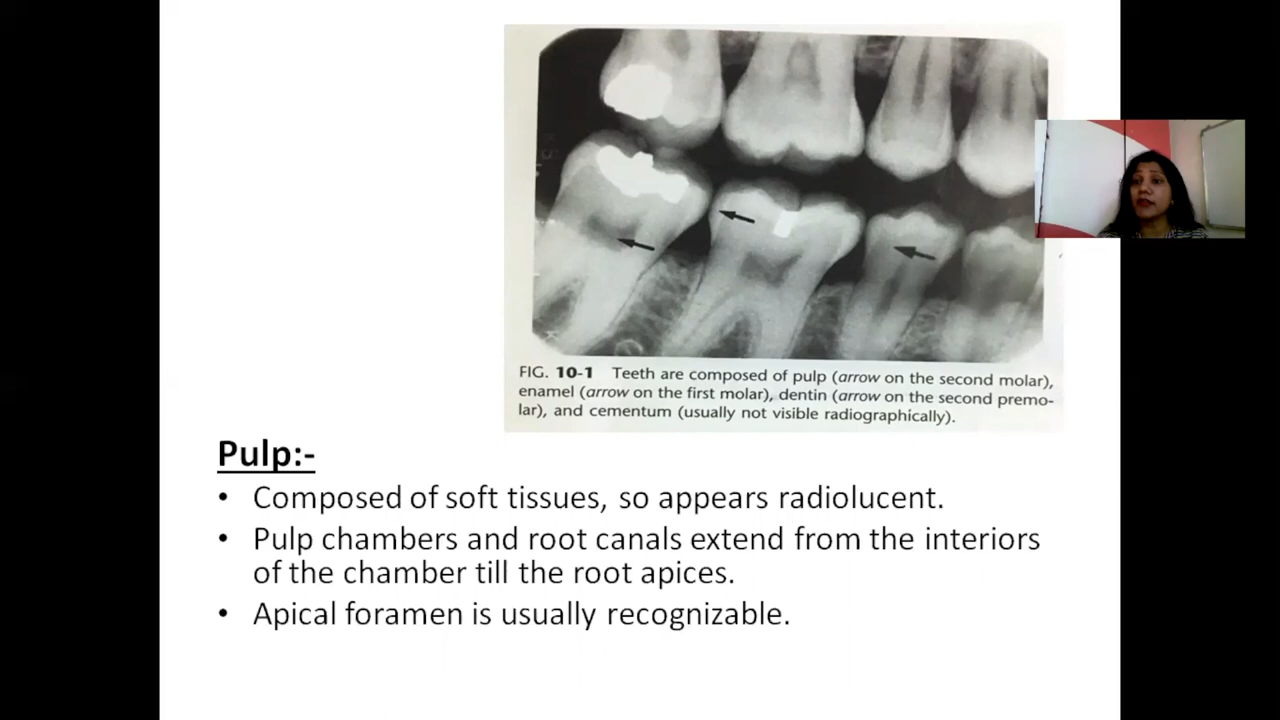 FIG. 10-1 Teeth are composed of pulp (arrow on the second molar),
enamel (arrow on the first molar), dentin (arrow on the second premo-
lar), and cementum (usually not visible radiographically).
Pulp:-
• Composed of soft tissues, so appears radiolucent.
• Pulp chambers and root canals extend from the interiors
of the chamber till the root apices.
• Apical foramen is usually recognizable.